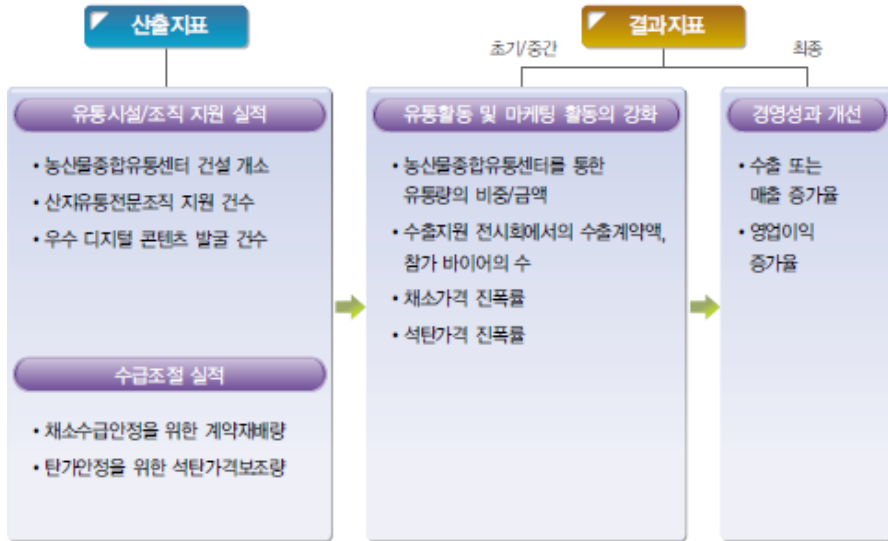 산출지표
결과지표
초기/중간
최종
유통시설/조직 지원 실적
• 농산물종합유통센터 건설 개소
• 산지유통전문조직 지원 건수
• 우수 디지털 콘텐츠 발굴 건수
수급조절 실적
• 채소수급안정을 위한 계약재배량
• 탄가안정을 위한 석탄가격보조량
유통활동 및 마케팅 활동의 강화
• 농산물종합유통센터를 통한
유통량의 비중/금액
• 수출지원 전시회에서의 수출계약액,
참가 바이어의 수
• 채소가격 진폭률
• 석탄가격 진폭률
경영성과 개선
• 수출 또는
매출 증가율
• 영업이익
증가율